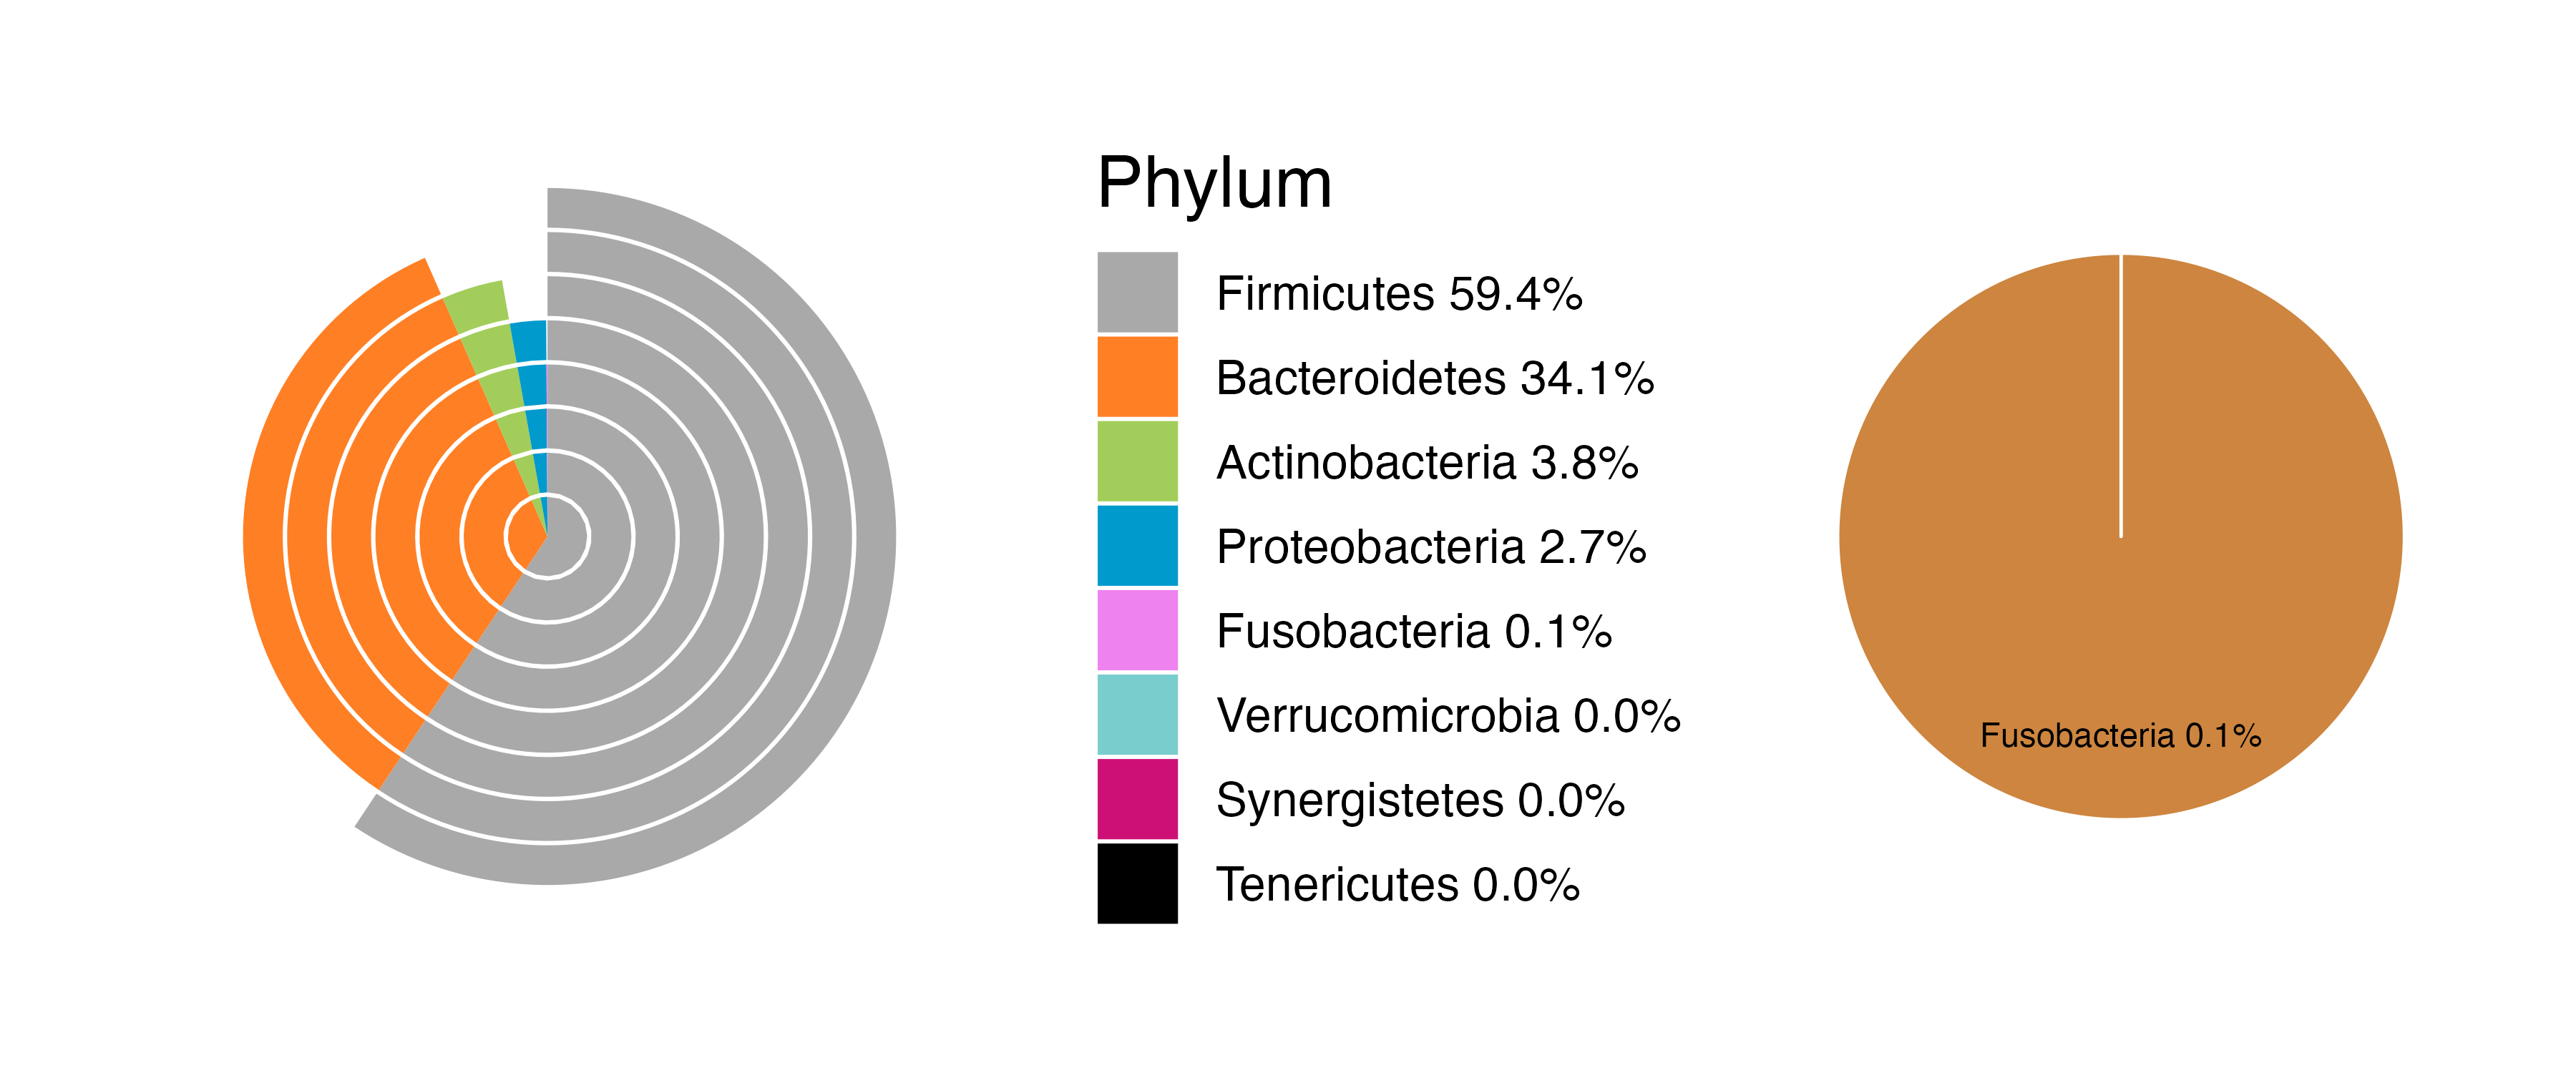 Phylum
Firmicutes 59.4%
Bacteroidetes 34.1%
Actinobacteria 3.8%
Proteobacteria 2.7%
Fusobacteria 0.1%
Verrucomicrobia 0.0%
Synergistetes 0.0%
Tenericutes 0.0%
Fusobacteria 0.1%